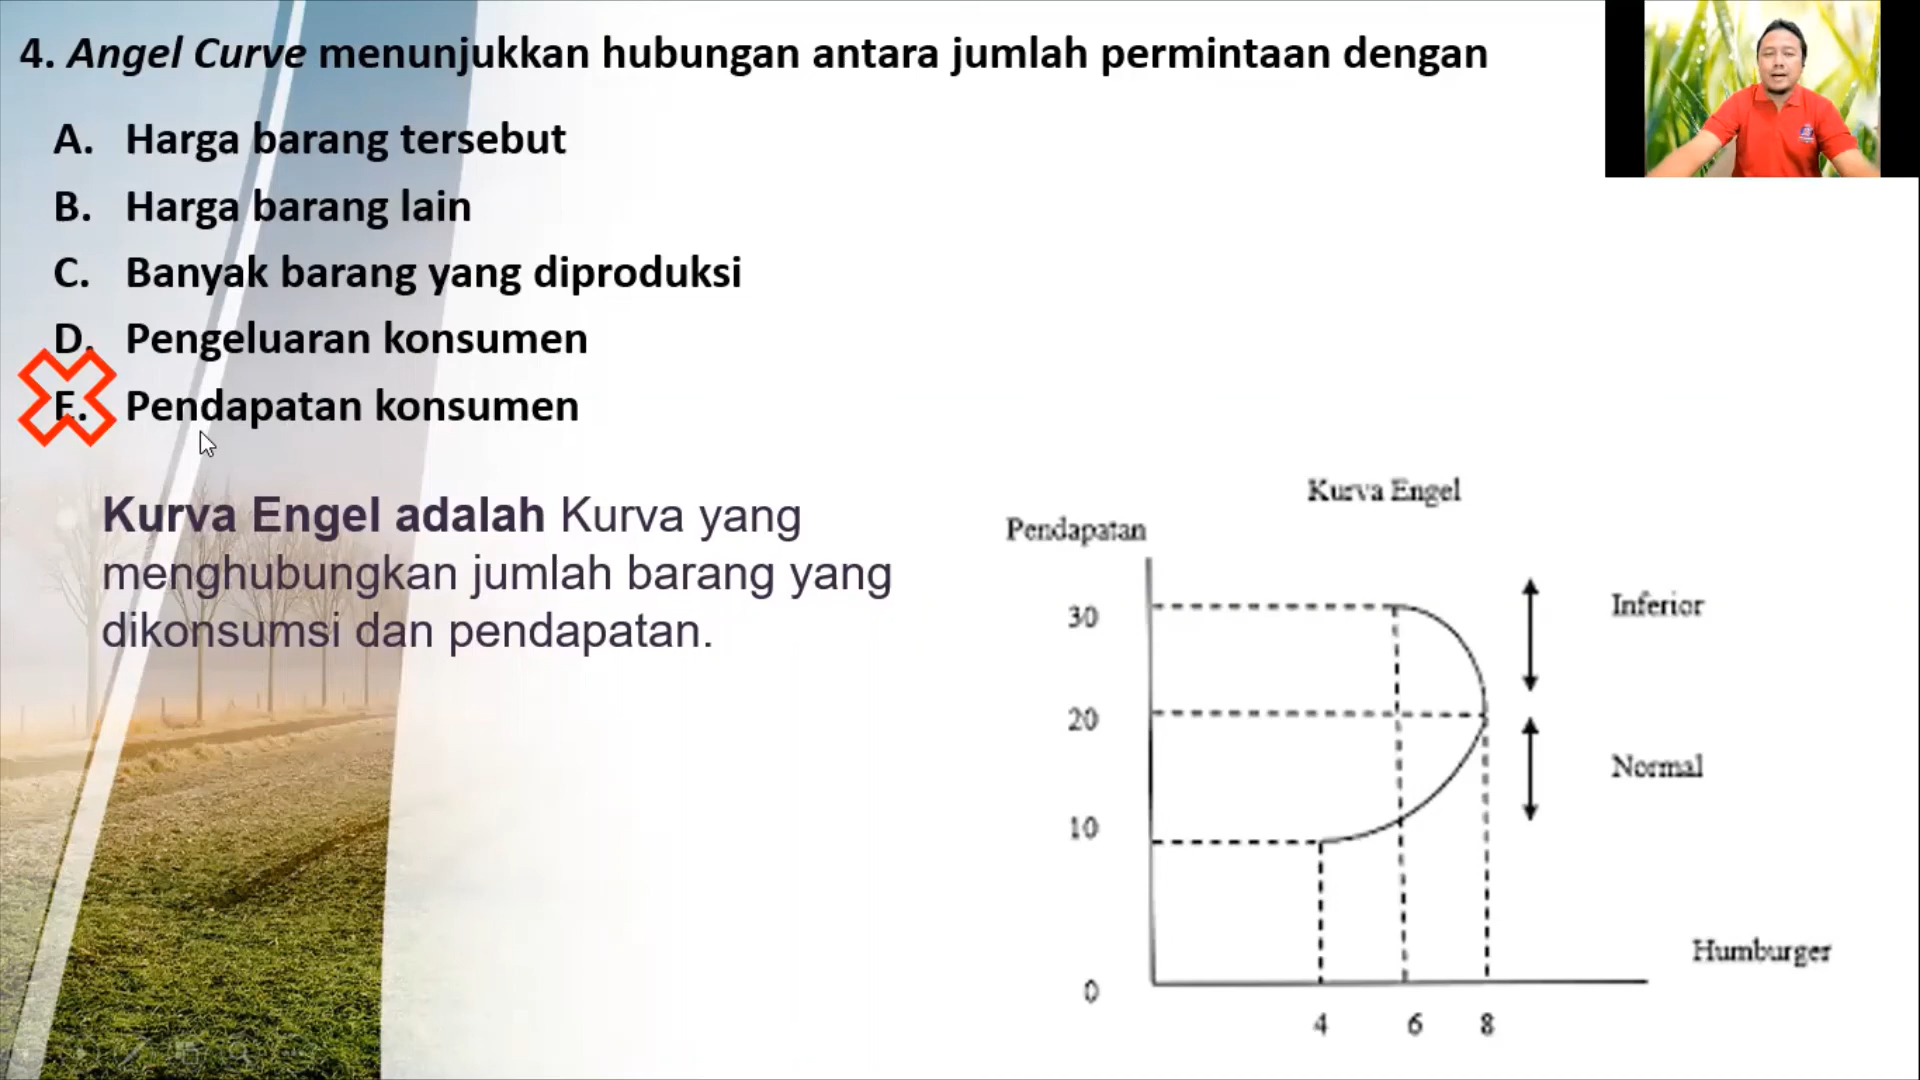 4. Angel Curve menunjukkan hubungan antara jumlah permintaan dengan
A. Harga barang tersebut
B. Harga barang lain
C. Banyak barang yang diproduksi
D. Pengeluaran konsumen
E. Pendapatan konsumen
Kurva Engel adalah Kurva yang
menghubungkan jumlah barang yang
dikonsumsi dan pendapatan.
Kurva Engel
Pendapatan
30
20
10
0
4 6 8
Inferior
Normal
Humburger